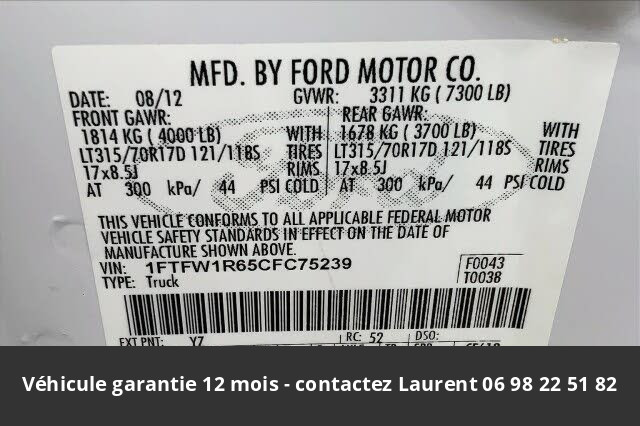 MFD. BY FORD MOTOR CO.
DATE: 08/12 GVWR: 3311 KG ( 7300 LB)
FRONT GAWR: REAR GAWR:
1814 KG ( 4000 LB) WITH 1678 KG ( 3700 LB) WITH
LT315/70R17D 121/118S TIRES LT315/70R17D 121/118S TIRES
17x8.5J RIMS 17x8.5J RIMS
AT 300 kPa/ 44 PSI COLD AT 300 kPa/ 44 PSI COLD
THIS VEHICLE CONFORMS TO ALL APPLICABLE FEDERAL MOTOR
VEHICLE SAFETY STANDARDS IN EFFECT ON THE DATE OF
MANUFACTURE SHOWN ABOVE.
VIN: 1FTFW1R65CFC75239 F0043
TYPE: Truck T0038
EXT PNT: Y7 RC: 52 DSO:
Véhicule garantie 12 mois - contactez Laurent 06 98 22 51 82